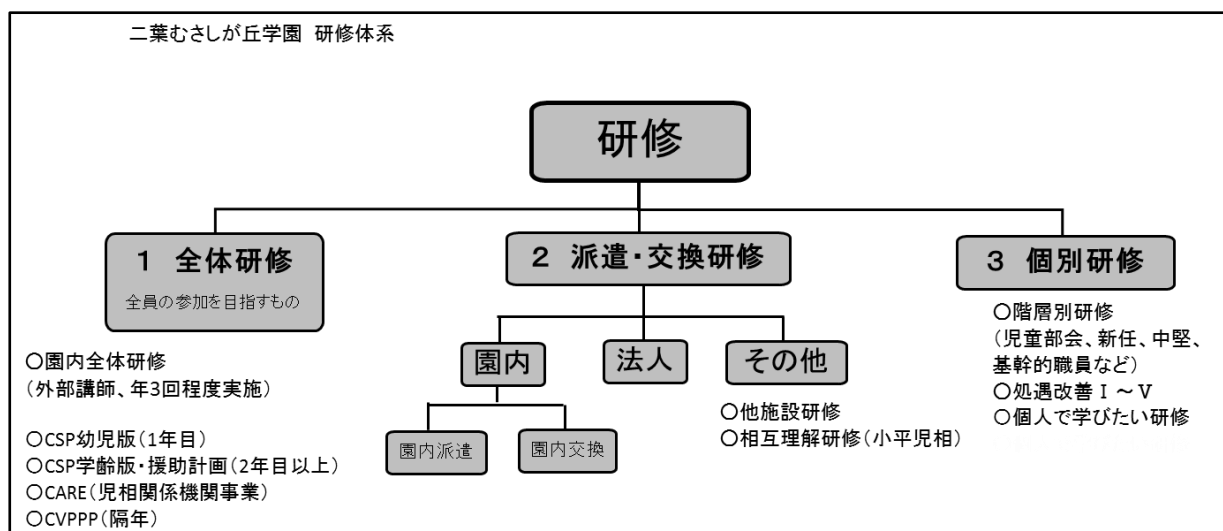 二葉むさしが丘学園 研修体系
研修
1 全体研修
全員の参加を目指すもの
○園内全体研修
(外部講師、年3回程度実施)
○CSP幼児版(1年目)
○CSP学齢版・援助計画(2年目以上)
○CARE(児相関係機関事業)
○CVPPP(隔年)
2 派遣・交換研修
園内
法人
その他
園内派遣
園内交換
○他施設研修
○相互理解研修(小平児相)
3 個別研修
○階層別研修
(児童部会、新任、中堅、
基幹的職員など)
○処遇改善Ⅰ~Ⅴ
○個人で学びたい研修